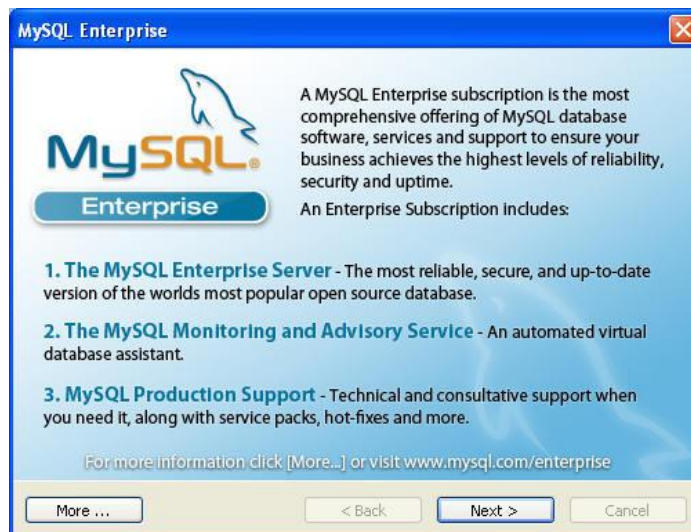 MySQL Enterprise
A MySQL Enterprise subscription is the most
comprehensive offering of MySQL database
software, services and support to ensure your
business achieves the highest levels of reliability,
security and uptime.
MySQL®
Enterprise
An Enterprise Subscription includes:
1. The MySQL Enterprise Server - The most reliable, secure, and up-to-date
version of the worlds most popular open source database.
2. The MySQL Monitoring and Advisory Service - An automated virtual
database assistant.
3. MySQL Production Support - Technical and consultative support when
you need it, along with service packs, hot-fixes and more.
For more information click [More...] or visit www.mysql.com/enterprise
More ...
< Back
Next >
Cancel